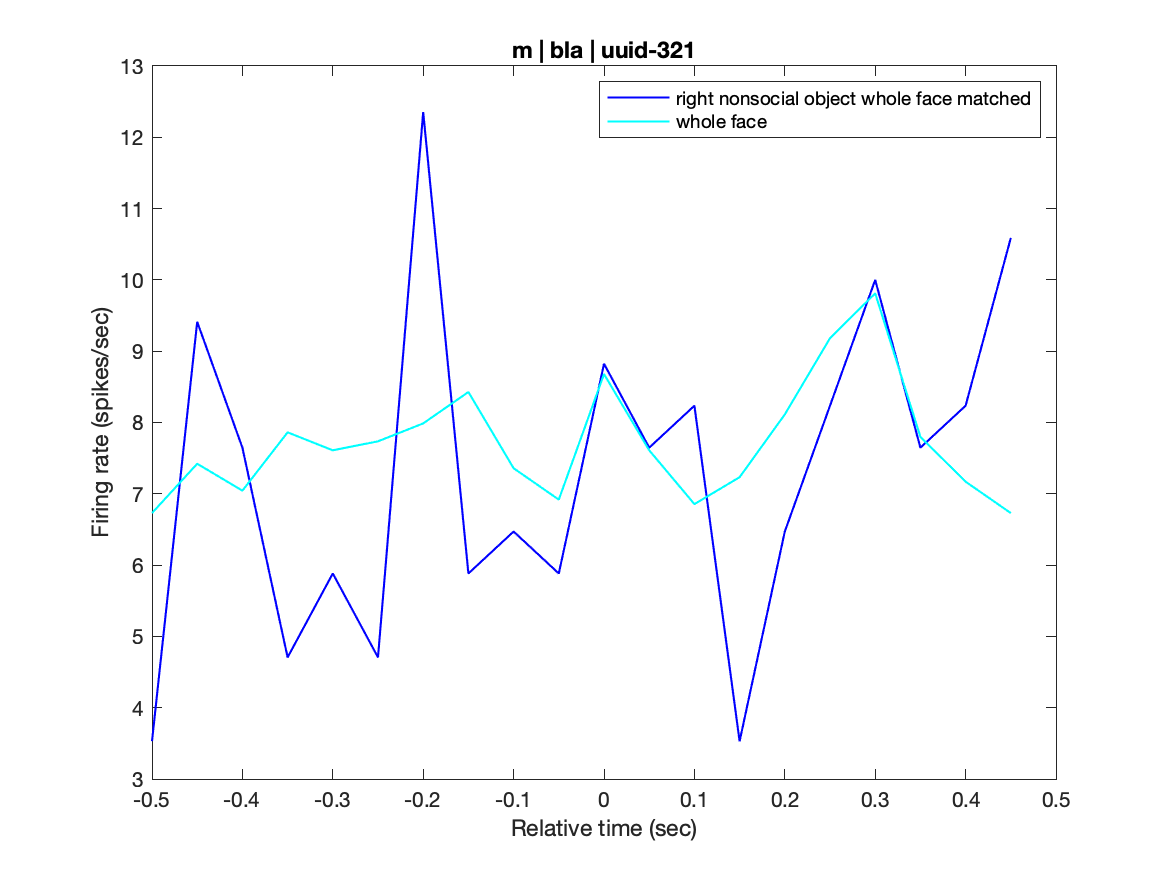 m | bla | uuid-321
right nonsocial object whole face matched
whole face
Firing rate (spikes/sec)
13
12
11
10
9
8
7
6
5
4
3
-0.5 -0.4 -0.3 -0.2 -0.1 0 0.1 0.2 0.3 0.4 0.5
Relative time (sec)